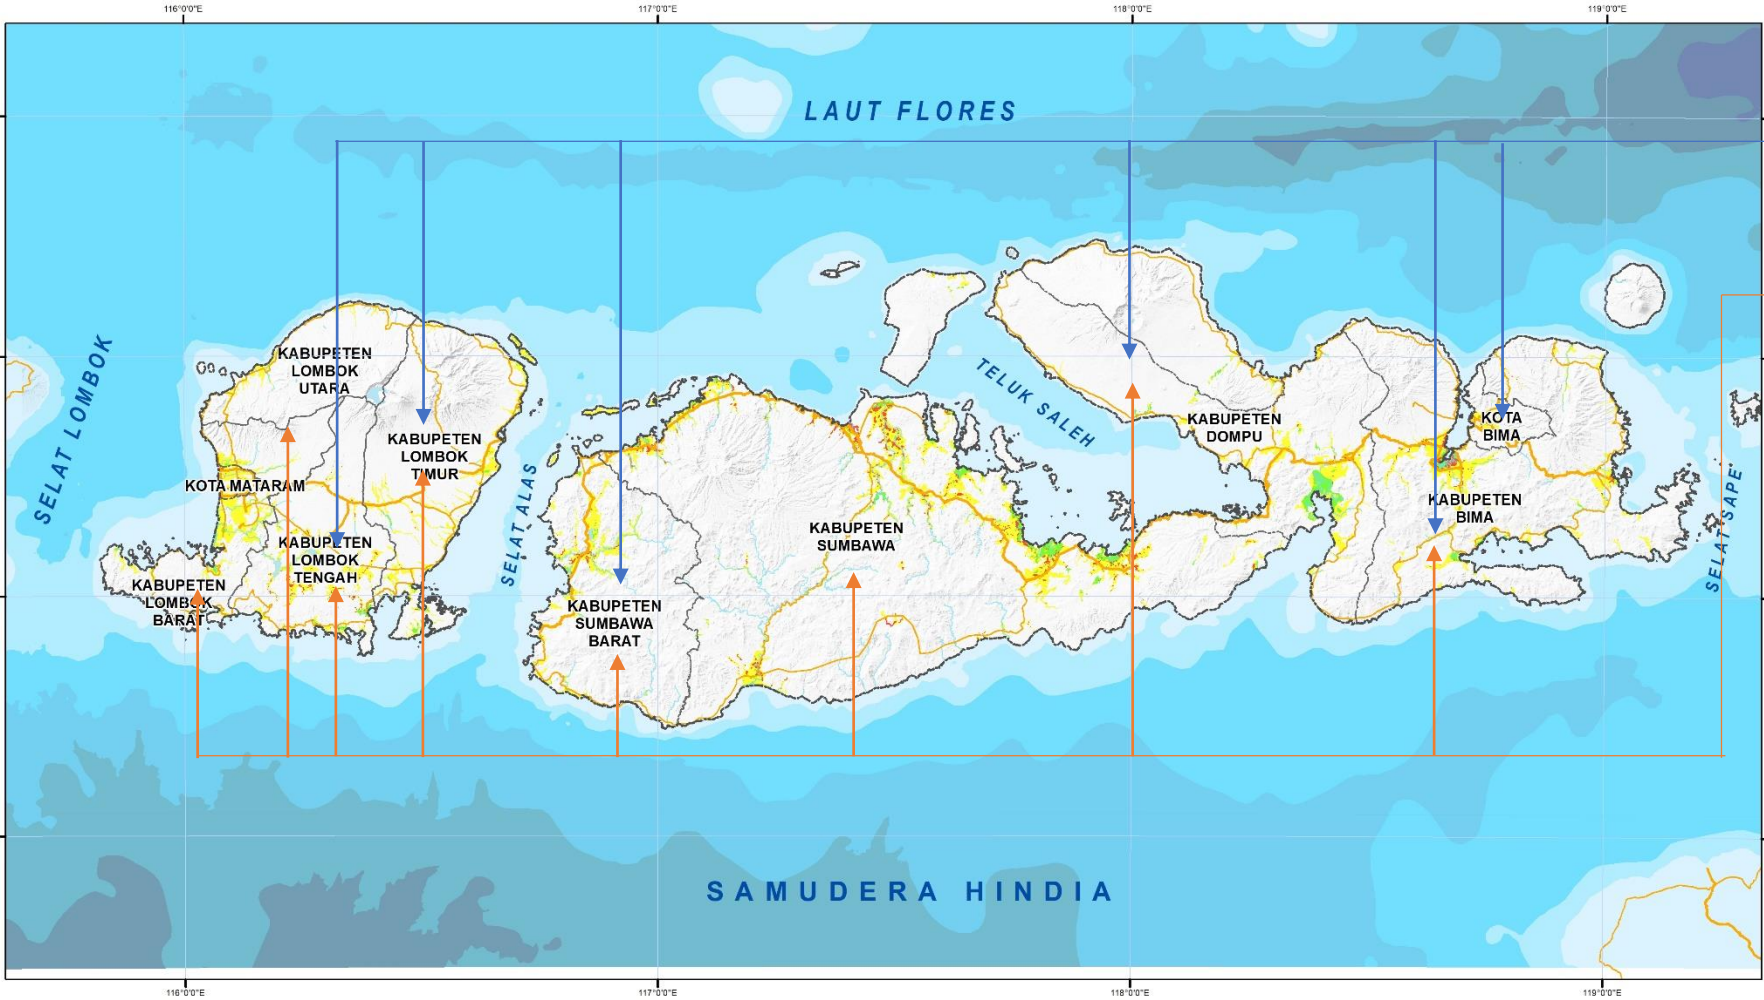 116°0'0"E
117°0'0"E
118°0'0"E
119°0'0"E
LAUT FLORES
SELAT LOMBOK
KABUPETEN
LOMBOK
UTARA
KABUPETEN
LOMBOK
TIMUR
KOTA MATARAM
KABUPETEN
LOMBOK
TENGAH
KABUPETEN
LOMBOK
BARAT
SELAT ALAS
KABUPETEN
SUMBAWA
BARAT
KABUPETEN
SUMBAWA
TELUK SALEH
KABUPETEN
DOMPU
KOTA
BIMA
KABUPETEN
BIMA
SELAT SAPE
SAMUDERA HINDIA
116°0'0"E
117°0'0"E
118°0'0"E
119°0'0"E